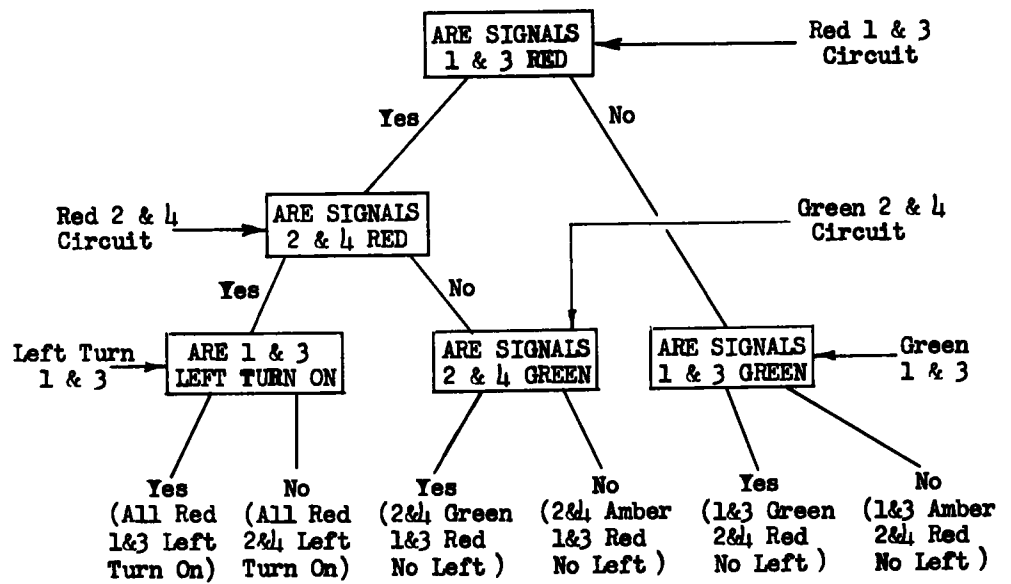 ARE SIGNALS
1 & 3 RED
Red 1 & 3
Circuit
Yes
No
Red 2 & 4
Circuit
ARE SIGNALS
2 & 4 RED
Green 2 & 4
Circuit
Yes
No
Left Turn
1 & 3
ARE 1 & 3
LEFT TURN ON
ARE SIGNALS
2 & 4 GREEN
ARE SIGNALS
1 & 3 GREEN
Green
1 & 3
Yes
(All Red
1&3 Left
Turn On)
No
(All Red
2&4 Left
Turn On)
Yes
(2&4 Green
1&3 Red
No Left )
No
(2&4 Amber
1&3 Red
No Left )
Yes
(1&3 Green
2&4 Red
No Left )
No
(1&3 Amber
2&4 Red
No Left )